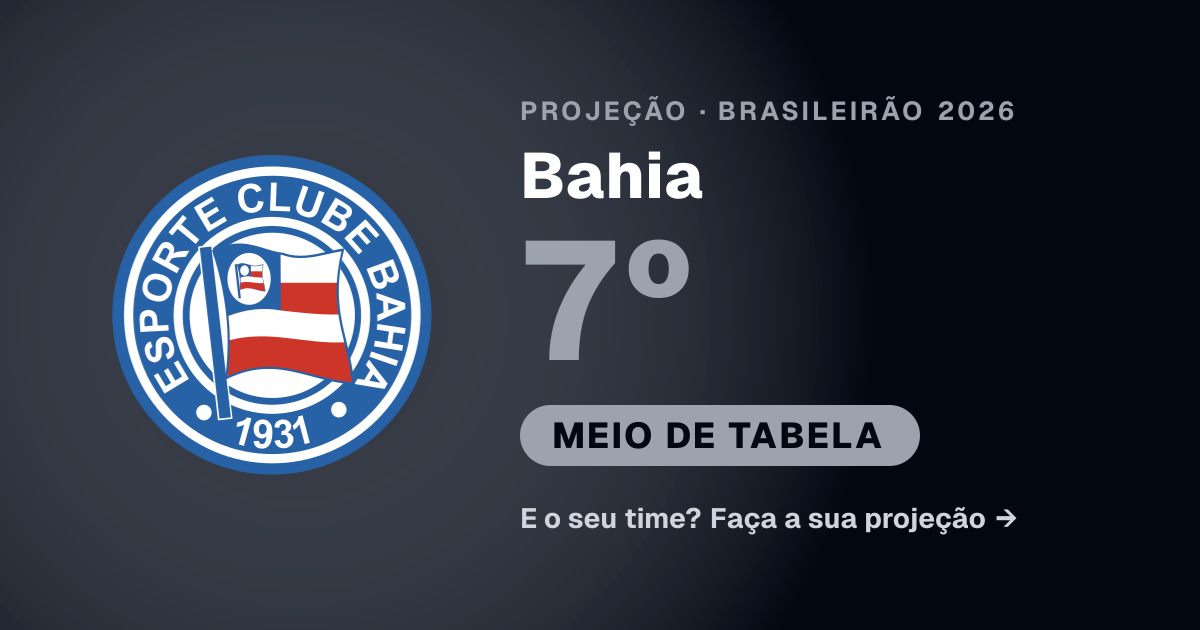 ESPORTE CLUBE BAHIA
1931
PROJEÇÃO · BRASILEIRÃO 2026
Bahia
7º
MEIO DE TABELA
E o seu time? Faça a sua projeção →